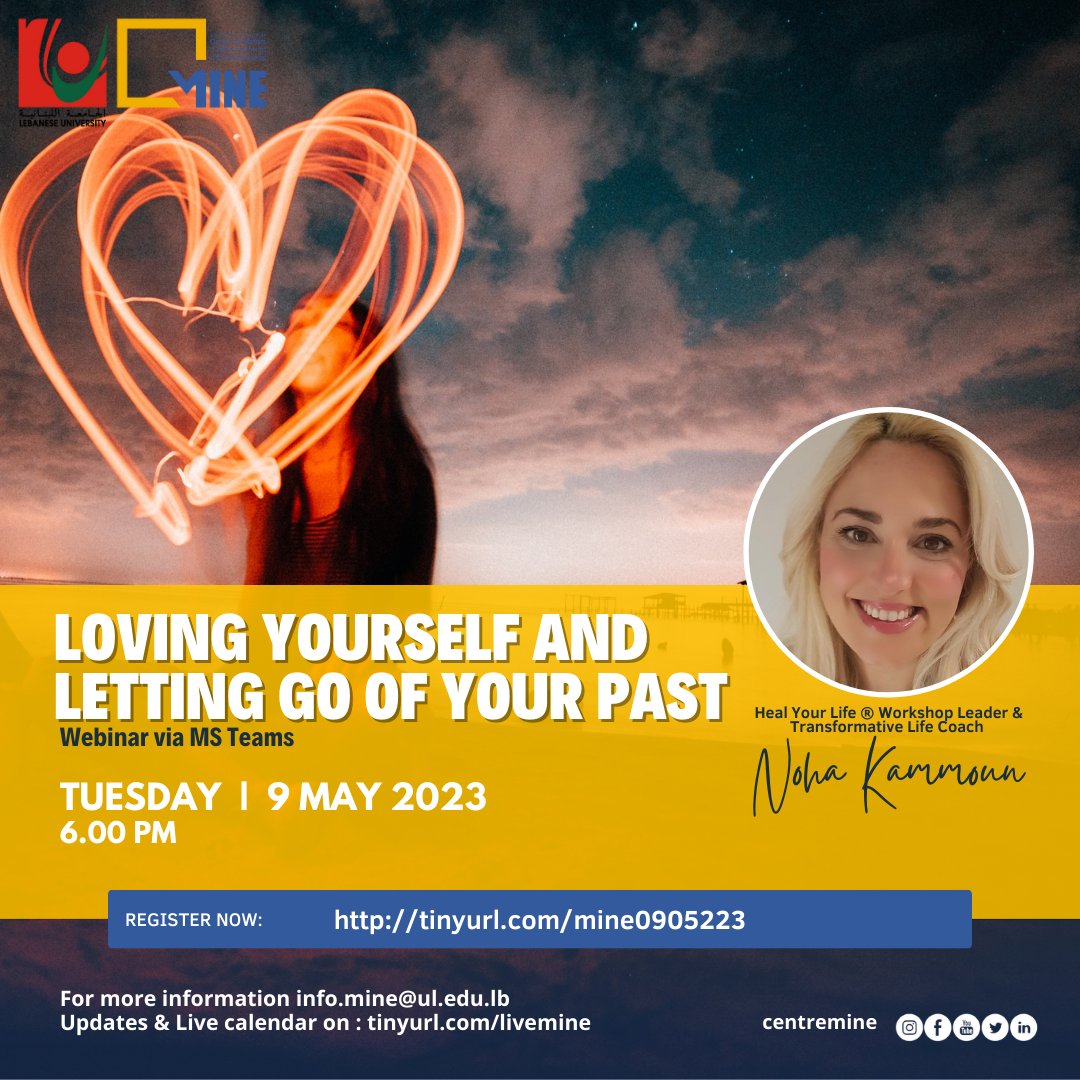 الجامعة اللبنانية
LEBANESE UNIVERSITY
MINE
LOVING YOURSELF AND
LETTING GO OF YOUR PAST
Webinar via MS Teams
TUESDAY | 9 MAY 2023
6.00 PM
Heal Your Life ® Workshop Leader &
Transformative Life Coach
Noha Kammoun
REGISTER NOW: http://tinyurl.com/mine0905223
For more information info.mine@ul.edu.lb
Updates & Live calendar on : tinyurl.com/livemine
centremine